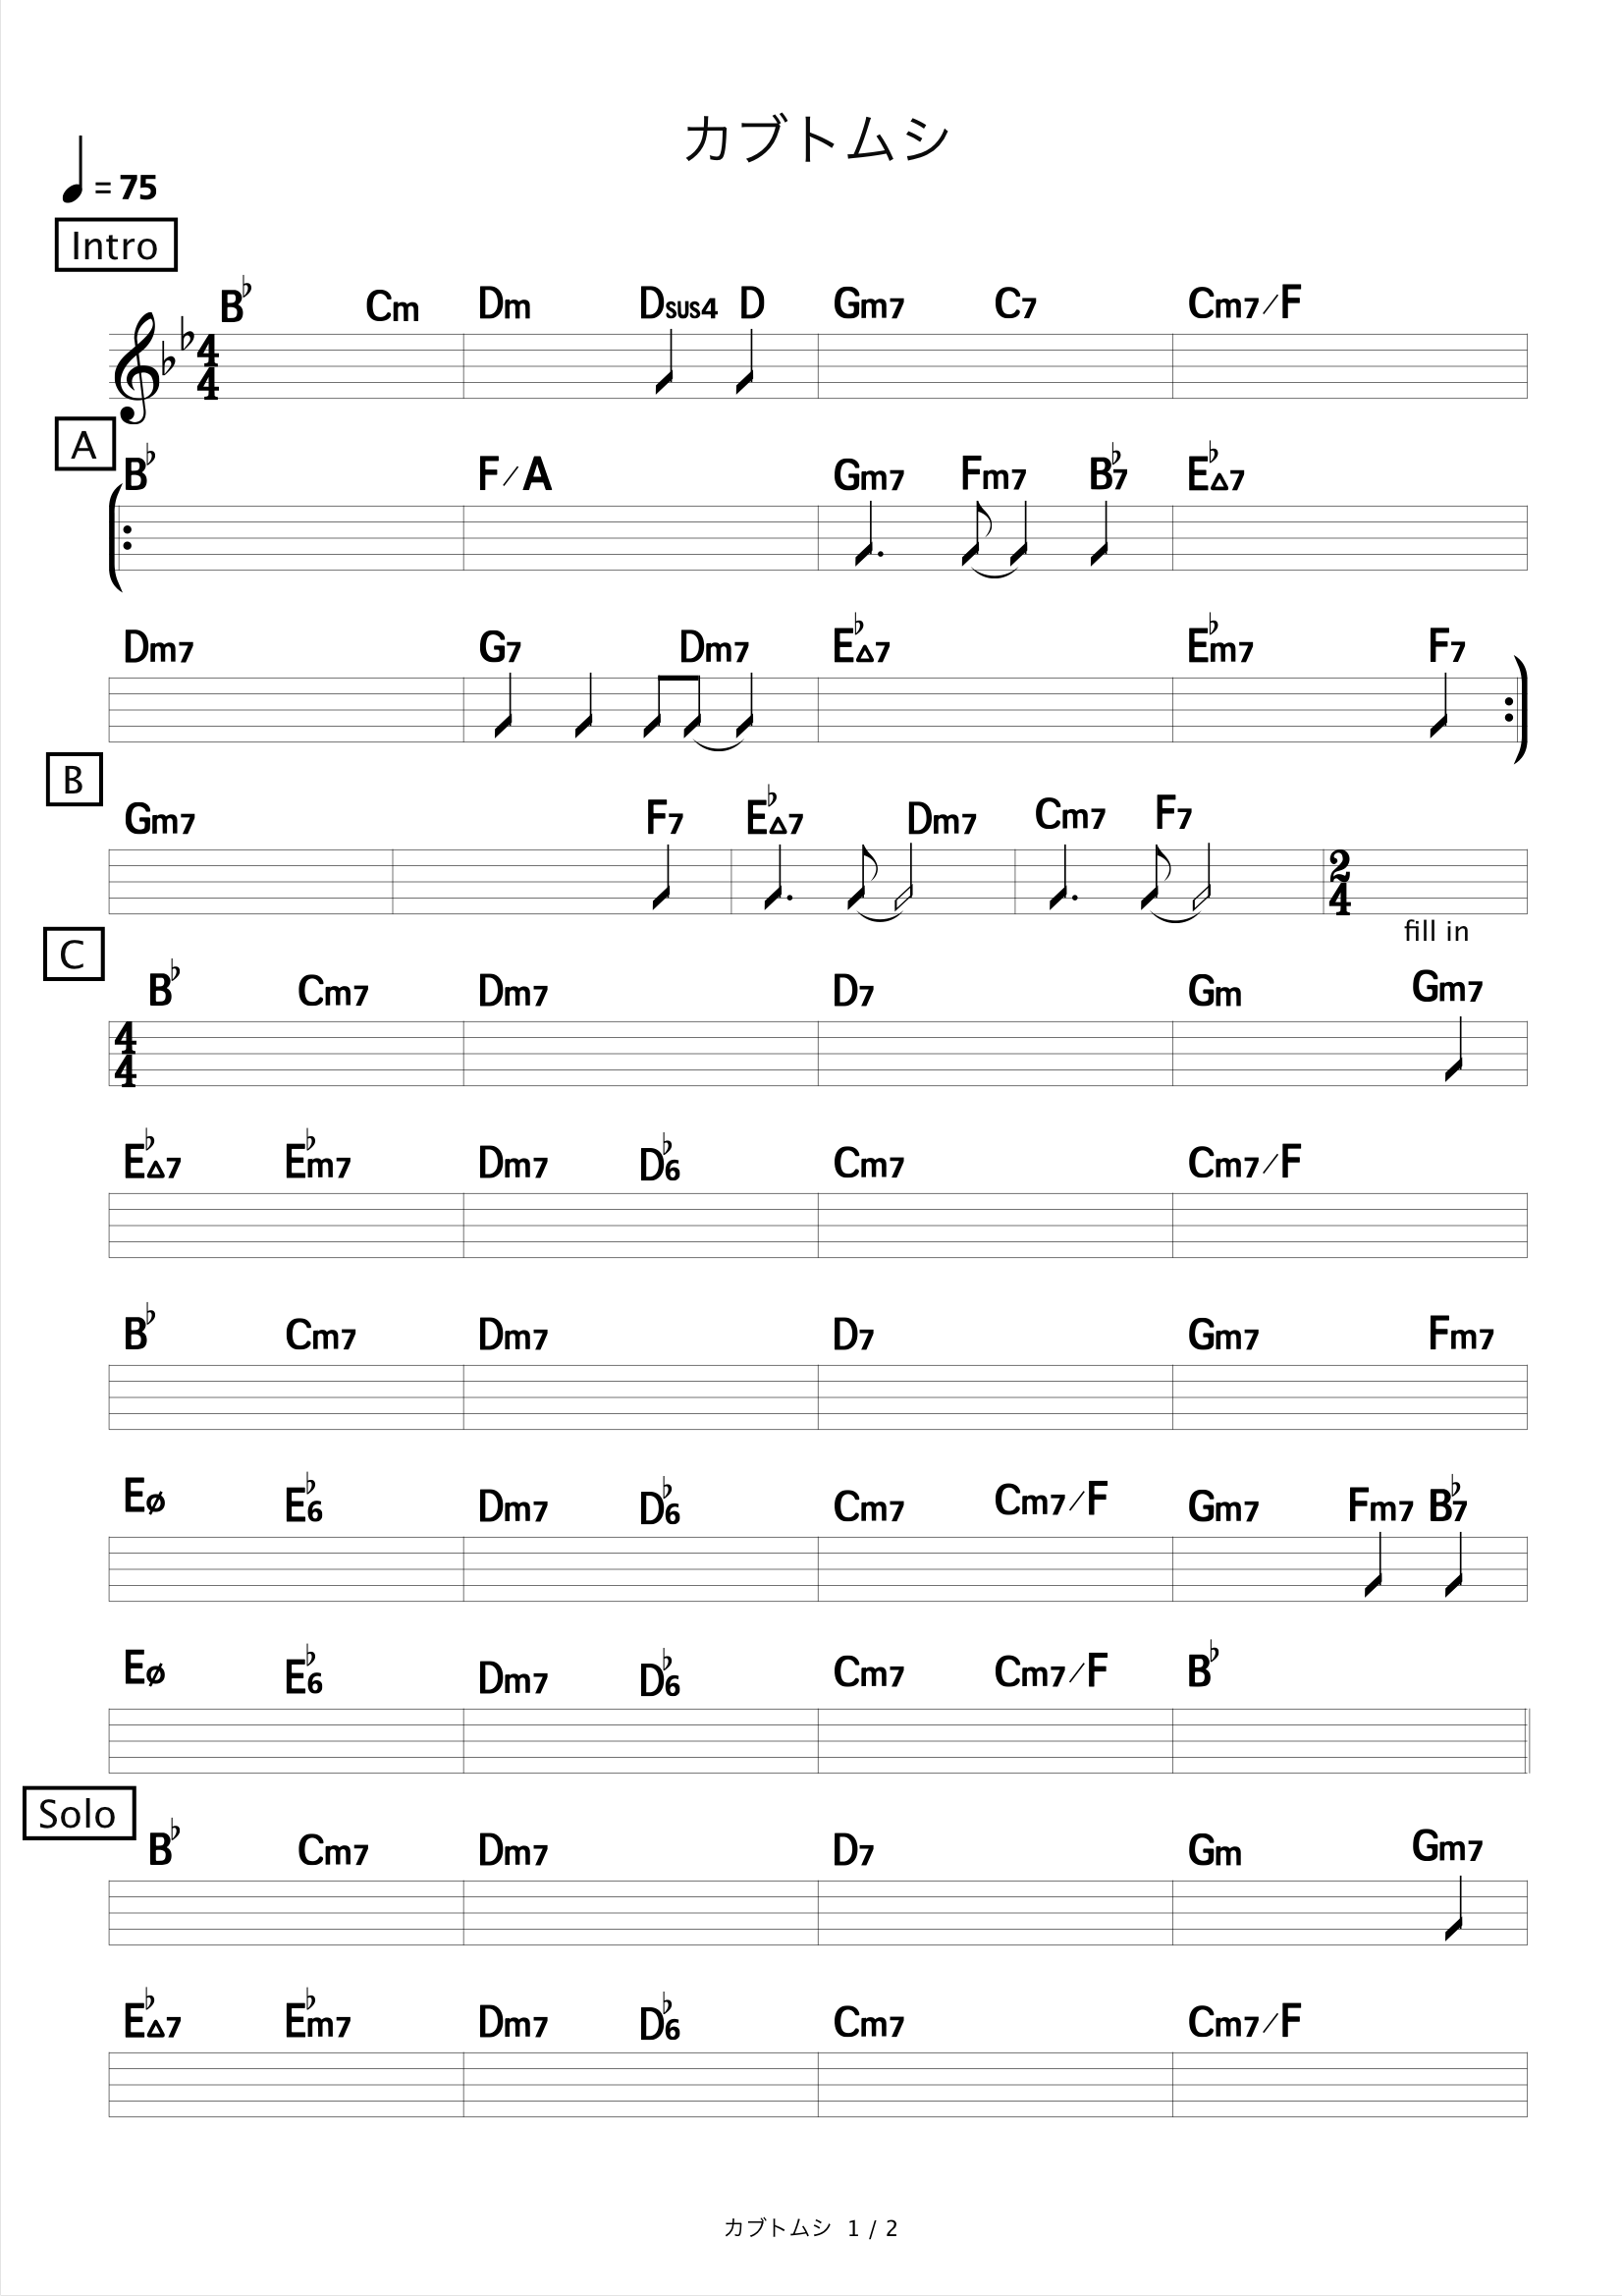 カブトムシ
= 75
Intro
B♭ Cm Dm Dsus4 D Gm7 C7 Cm7/F
4/4
A
B♭ F/A Gm7 Fm7 B♭7 E♭△7
Dm7 G7 Dm7 E♭△7 E♭m7 F7
B
Gm7 F7 E♭△7 Dm7 Cm7 F7
2/4
fill in
C
B♭ Cm7 Dm7 D7 Gm Gm7
4/4
E♭△7 E♭m7 Dm7 D♭6 Cm7 Cm7/F
B♭ Cm7 Dm7 D7 Gm7 Fm7
Eø E♭6 Dm7 D♭6 Cm7 Cm7/F Gm7 Fm7 B♭7
Eø E♭6 Dm7 D♭6 Cm7 Cm7/F B♭
Solo
B♭ Cm7 Dm7 D7 Gm Gm7
E♭△7 E♭m7 Dm7 D♭6 Cm7 Cm7/F
カブトムシ 1 / 2